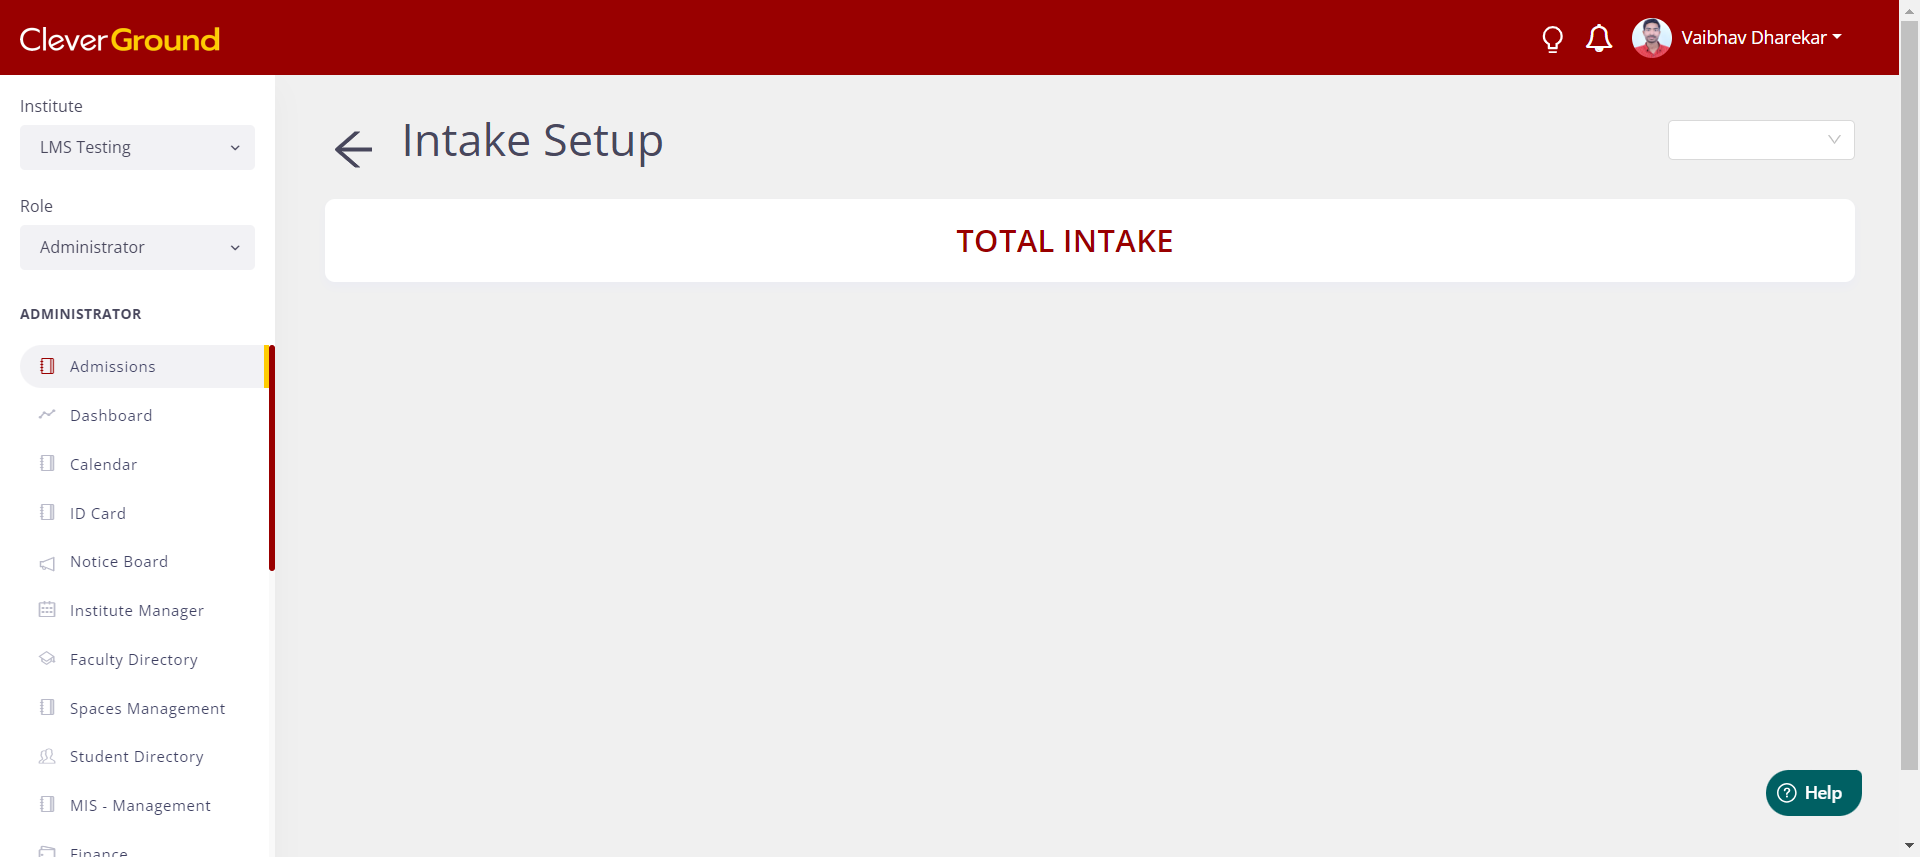 CleverGround
Vaibhav Dharekar
Institute
LMS Testing
Role
Administrator
ADMINISTRATOR
Admissions
Dashboard
Calendar
ID Card
Notice Board
Institute Manager
Faculty Directory
Spaces Management
Student Directory
MIS - Management
Finance
Intake Setup
TOTAL INTAKE
Help